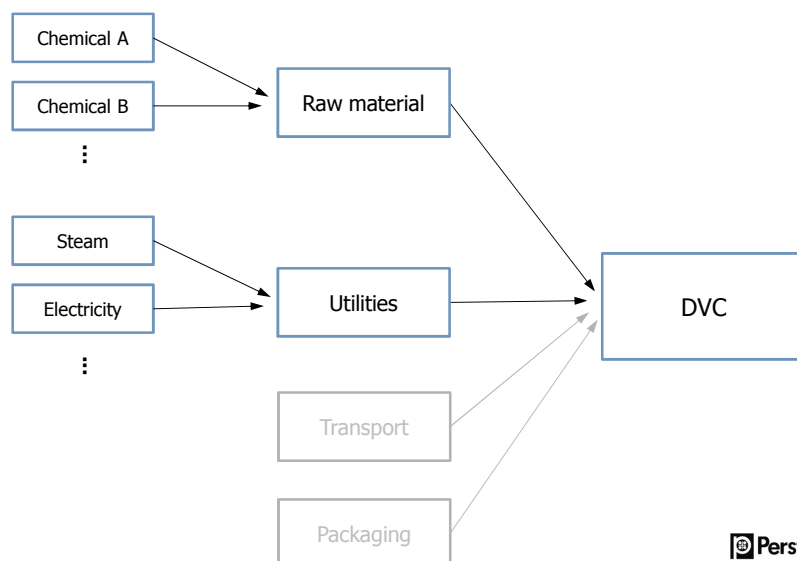 Chemical A
Chemical B
Raw material
Steam
Electricity
Utilities
DVC
Transport
Packaging
Pers